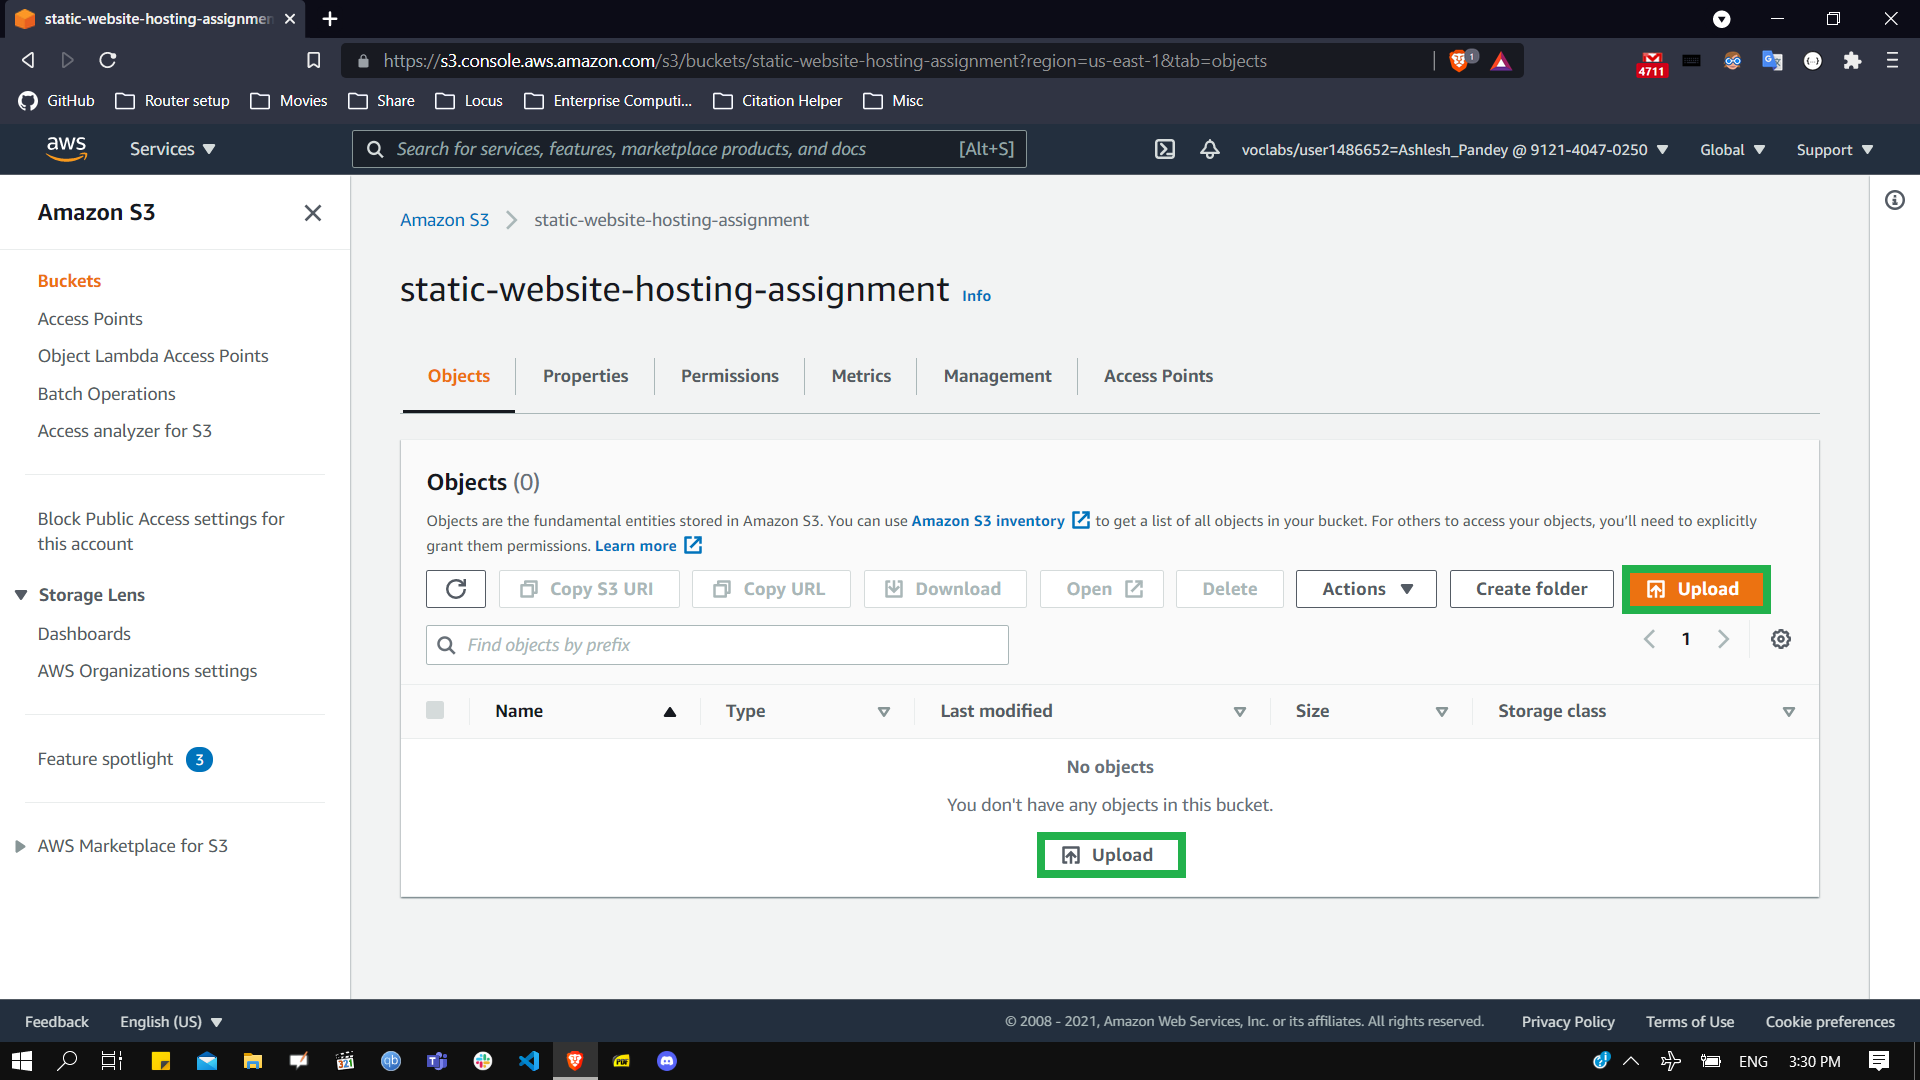 static-website-hosting-assignmen
https://s3.console.aws.amazon.com/s3/buckets/static-website-hosting-assignment?region=us-east-1&tab=objects
1
4711
GitHub Router setup Movies Share Locus Enterprise Computi... Citation Helper Misc
aws Services Search for services, features, marketplace products, and docs [Alt+S] voclabs/user1486652=Ashlesh_Pandey @ 9121-4047-0250 Global Support
Amazon S3
Buckets
Access Points
Object Lambda Access Points
Batch Operations
Access analyzer for S3
Block Public Access settings for
this account
Storage Lens
Dashboards
AWS Organizations settings
Feature spotlight 3
AWS Marketplace for S3
Amazon S3 static-website-hosting-assignment
static-website-hosting-assignment Info
Objects Properties Permissions Metrics Management Access Points
Objects (0)
Objects are the fundamental entities stored in Amazon S3. You can use Amazon S3 inventory to get a list of all objects in your bucket. For others to access your objects, you'll need to explicitly
grant them permissions. Learn more
Copy S3 URI Copy URL Download Open Delete Actions Create folder Upload
Find objects by prefix
1
Name Type Last modified Size Storage class
No objects
You don't have any objects in this bucket.
Upload
Feedback English (US) © 2008 - 2021, Amazon Web Services, Inc. or its affiliates. All rights reserved. Privacy Policy Terms of Use Cookie preferences
ENG 3:30 PM